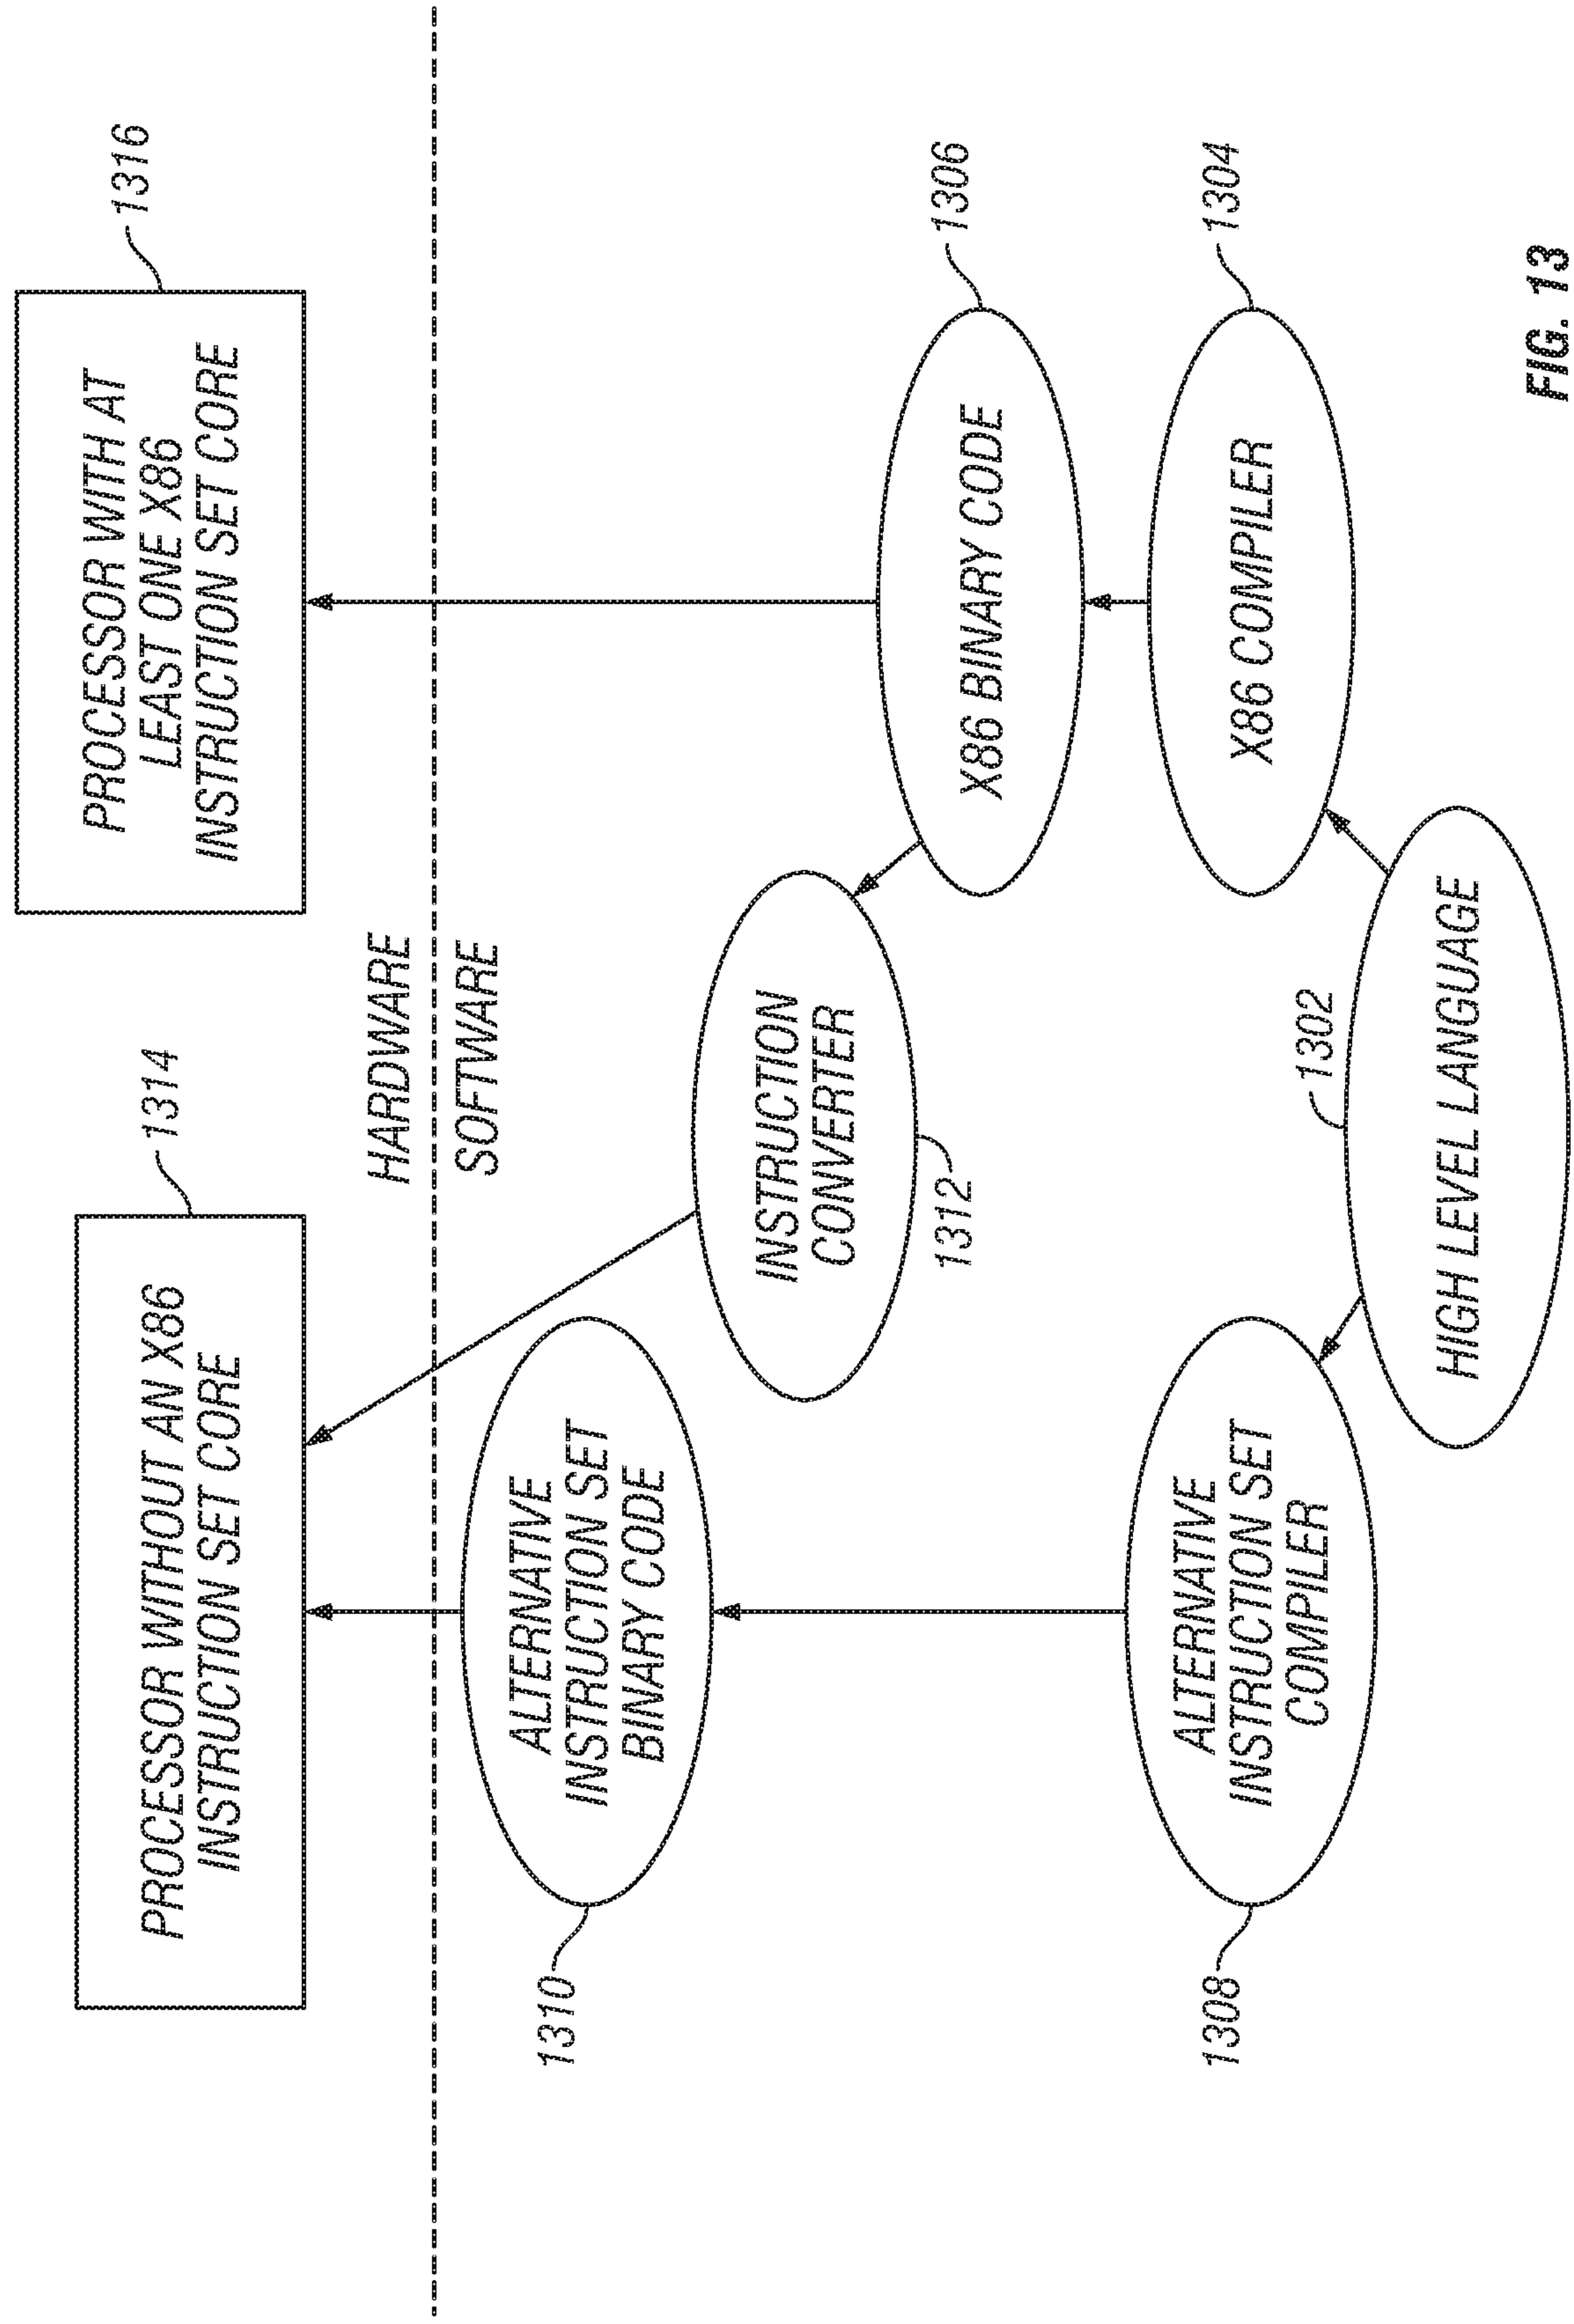 PROCESSOR WITHOUT AN X86
INSTRUCTION SET CORE
1314
PROCESSOR WITH AT
LEAST ONE X86
INSTRUCTION SET CORE
1316
HARDWARE
SOFTWARE
1310
ALTERNATIVE
INSTRUCTION SET
BINARY CODE
INSTRUCTION
CONVERTER
1312
X86 BINARY CODE
1306
1308
ALTERNATIVE
INSTRUCTION SET
COMPILER
X86 COMPILER
1304
1302
HIGH LEVEL LANGUAGE
FIG. 13